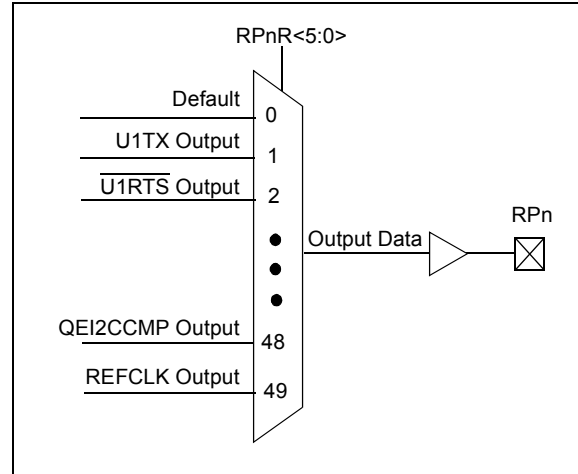 RPnR<5:0>
Default
0
U1TX Output
1
U1RTS Output
2
RPn
Output Data
QEI2CCMP Output
48
REFCLK Output
49